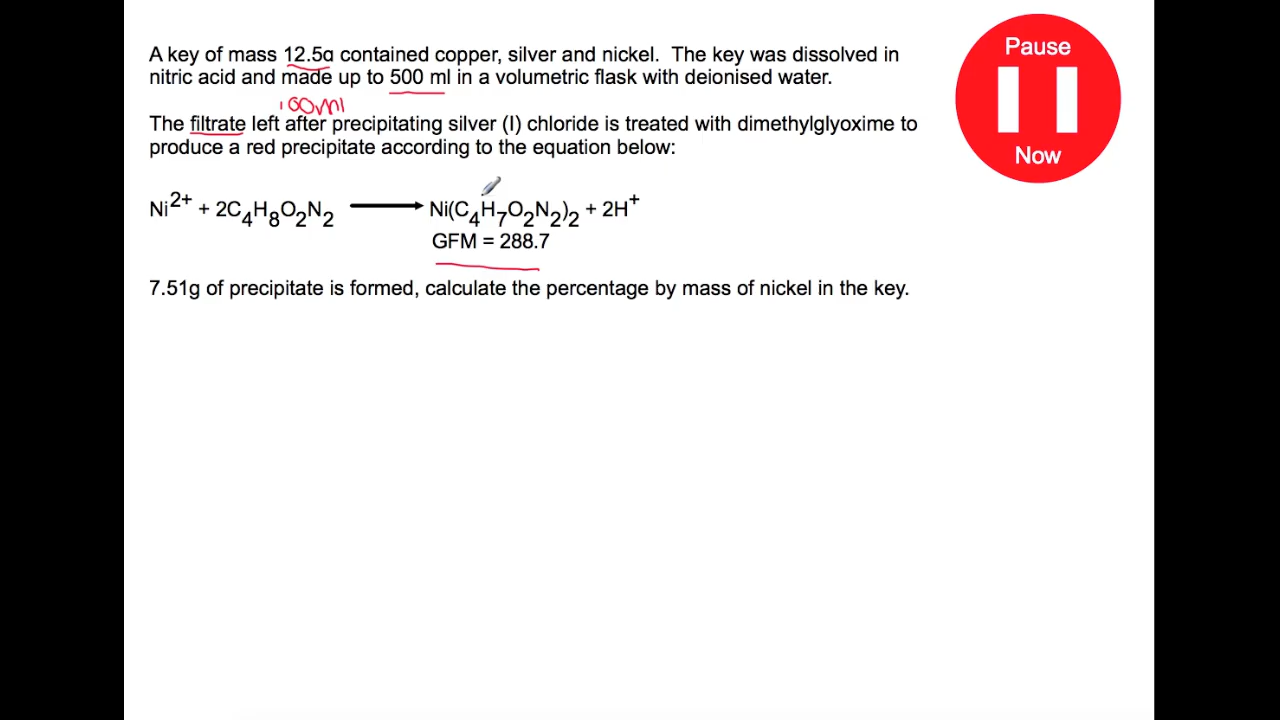 A key of mass 12.5g contained copper, silver and nickel. The key was dissolved in
nitric acid and made up to 500 ml in a volumetric flask with deionised water.
100ml
The filtrate left after precipitating silver (I) chloride is treated with dimethylglyoxime to
produce a red precipitate according to the equation below:
Ni2+ + 2C4H8O2N2 → Ni(C4H7O2N2)2 + 2H+
GFM = 288.7
7.51g of precipitate is formed, calculate the percentage by mass of nickel in the key.
Pause
Now